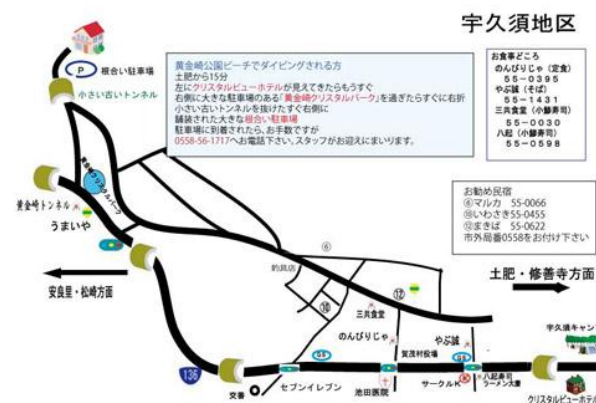 宇久須地区
黄金崎公園ビーチでダイビングされる方
土肥から15分
左にクリスタルビューホテルが見えてきたらもうすぐ
右側に大きな駐車場のある「黄金崎クリスタルパーク」を過ぎたらすぐに右折
小さい古いトンネルを抜けたすぐ右側に
舗装された大きな根合い駐車場
駐車場に到着されたら、お手数ですが
0558-56-1717へお電話下さい。スタッフがお迎えにまいります。
お食事どころ
のんびりじゃ (定食)
55-0395
やぶ誠 (そば)
55-1431
三共食堂 (小鯵寿司)
55-0030
八起 (小鯵寿司)
55-0598
お勧め民宿
⑥マルカ 55-0066
⑩いわさき55-0455
⑫まきば 55-0622
市外局番0558をお付け下さい
P 根合い駐車場
小さい古いトンネル
黄金崎クリスタルパーク
黄金崎トンネル
うまいや
安良里・松崎方面
土肥・修善寺方面
⑥
釣具店
⑩
⑫
三共食堂
のんびりじゃ
やぶ誠
賀茂村役場
GS
GS
136
交番
セブンイレブン
池田医院
サークルK
八起寿司
ラーメン大慶
宇久須キャンプ
クリスタルビューホテル